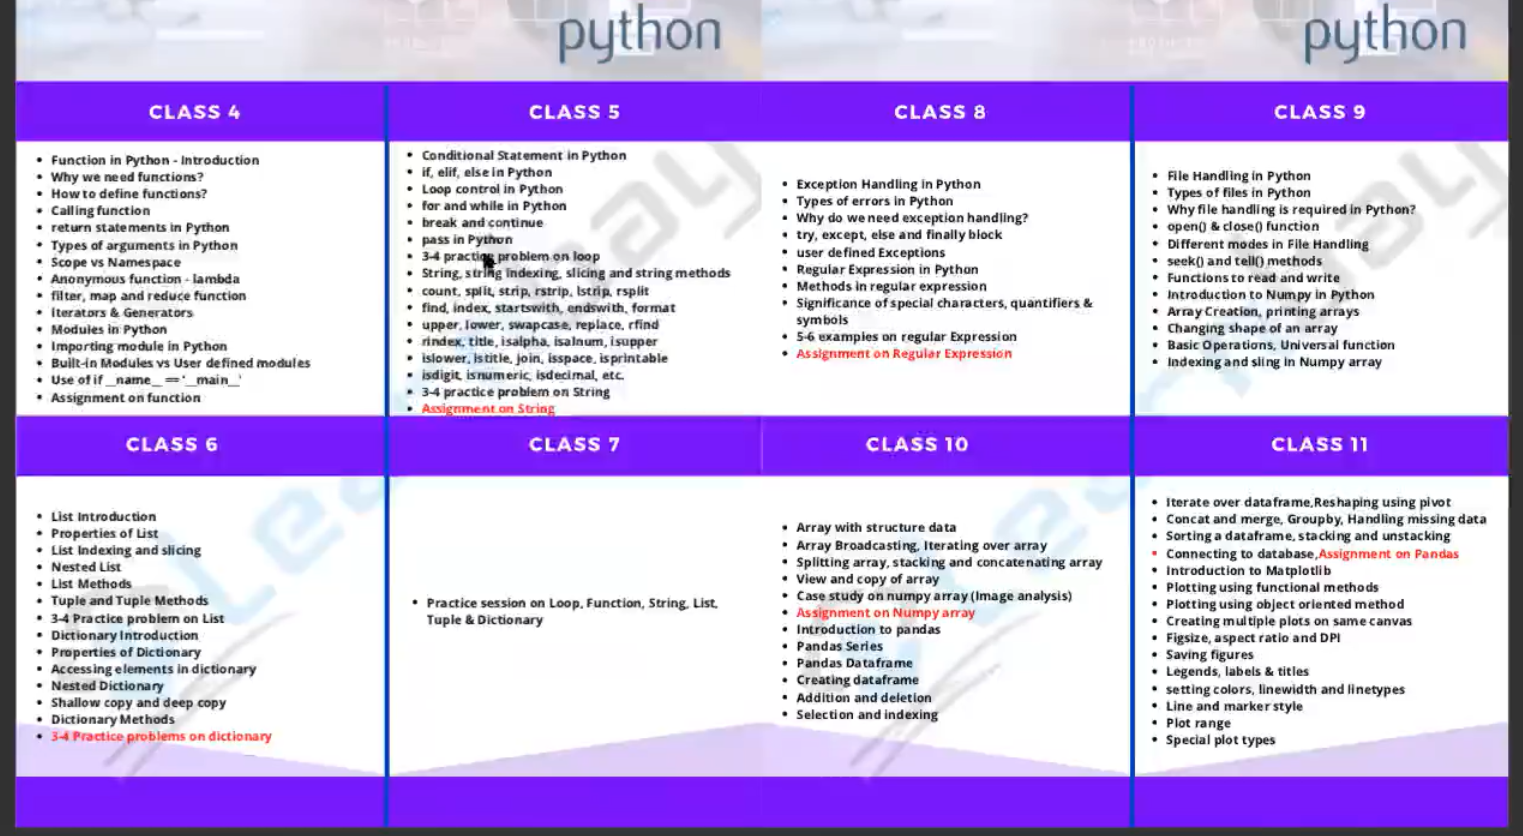 python
python
CLASS 4
Function in Python - Introduction
Why we need functions?
How to define functions?
Calling function
return statements in Python
Types of arguments in Python
Scope vs Namespace
Anonymous function - lambda
filter, map and reduce function
Iterators & Generators
Modules in Python
Importing module in Python
Built-in Modules vs User defined modules
Use of if __name__ == '__main__'
Assignment on function
CLASS 5
Conditional Statement in Python
if, elif, else in Python
Loop control in Python
for and while in Python
break and continue
pass in Python
3-4 practice problem on loop
String, string indexing, slicing and string methods
count, split, strip, rstrip, lstrip, rsplit
find, index, startswith, endswith, format
upper, lower, swapcase, replace, rfind
rindex, title, isalpha, isalnum, isupper
islower, istitle, join, isspace, isprintable
isdigit, isnumeric, isdecimal, etc.
3-4 practice problem on String
Assignment on String
CLASS 8
Exception Handling in Python
Types of errors in Python
Why do we need exception handling?
try, except, else and finally block
user defined Exceptions
Regular Expression in Python
Methods in regular expression
Significance of special characters, quantifiers &
symbols
5-6 examples on regular Expression
Assignment on Regular Expression
CLASS 9
File Handling in Python
Types of files in Python
Why file handling is required in Python?
open() & close() function
Different modes in File Handling
seek() and tell() methods
Functions to read and write
Introduction to Numpy in Python
Array Creation, printing arrays
Changing shape of an array
Basic Operations, Universal function
Indexing and sling in Numpy array
CLASS 6
List Introduction
Properties of List
List Indexing and slicing
Nested List
List Methods
Tuple and Tuple Methods
3-4 Practice problem on List
Dictionary Introduction
Properties of Dictionary
Accessing elements in dictionary
Nested Dictionary
Shallow copy and deep copy
Dictionary Methods
3-4 Practice problems on dictionary
CLASS 7
Practice session on Loop, Function, String, List,
Tuple & Dictionary
CLASS 10
Array with structure data
Array Broadcasting, Iterating over array
Splitting array, stacking and concatenating array
View and copy of array
Case study on numpy array (Image analysis)
Assignment on Numpy array
Introduction to pandas
Pandas Series
Pandas Dataframe
Creating dataframe
Addition and deletion
Selection and indexing
CLASS 11
Iterate over dataframe,Reshaping using pivot
Concat and merge, Groupby, Handling missing data
Sorting a dataframe, stacking and unstacking
Connecting to database,Assignment on Pandas
Introduction to Matplotlib
Plotting using functional methods
Plotting using object oriented method
Creating multiple plots on same canvas
Figsize, aspect ratio and DPI
Saving figures
Legends, labels & titles
setting colors, linewidth and linetypes
Line and marker style
Plot range
Special plot types